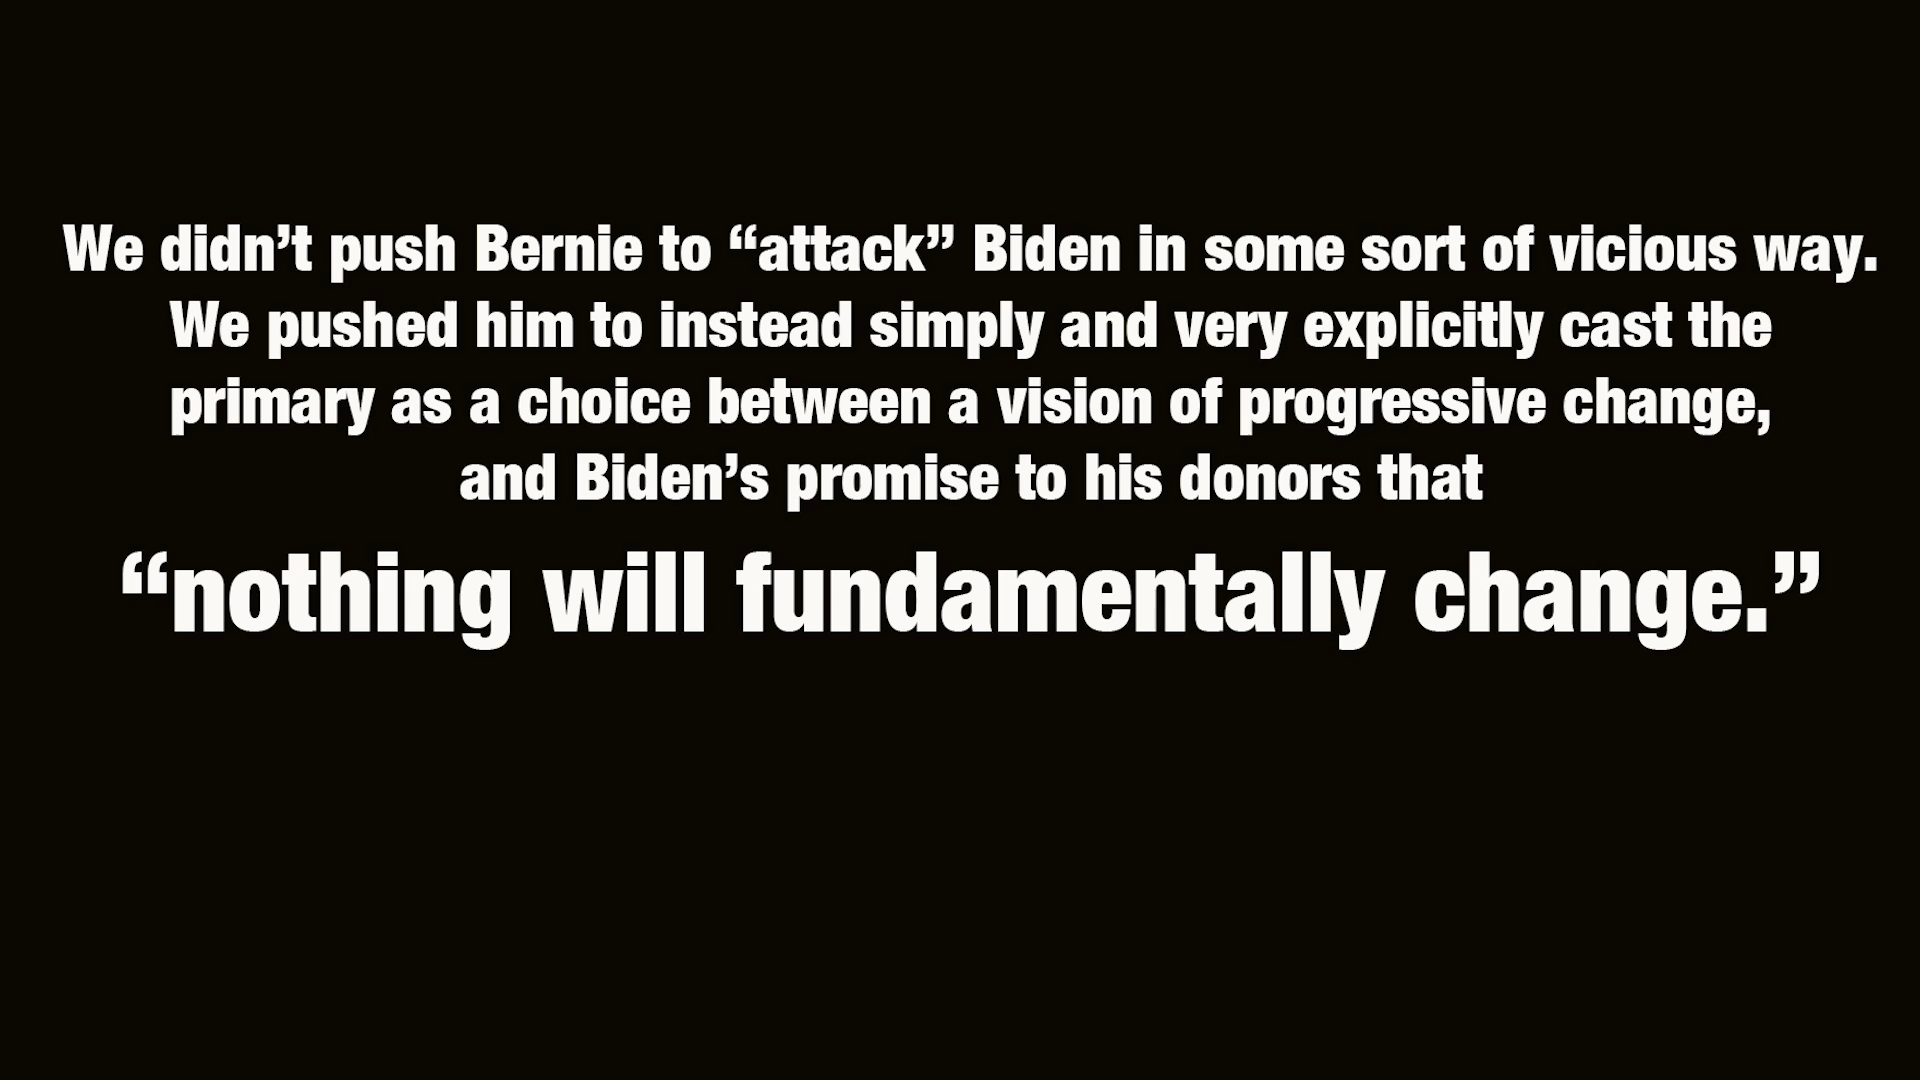 We didn’t push Bernie to “attack” Biden in some sort of vicious way.
We pushed him to instead simply and very explicitly cast the
primary as a choice between a vision of progressive change,
and Biden’s promise to his donors that
“nothing will fundamentally change.”